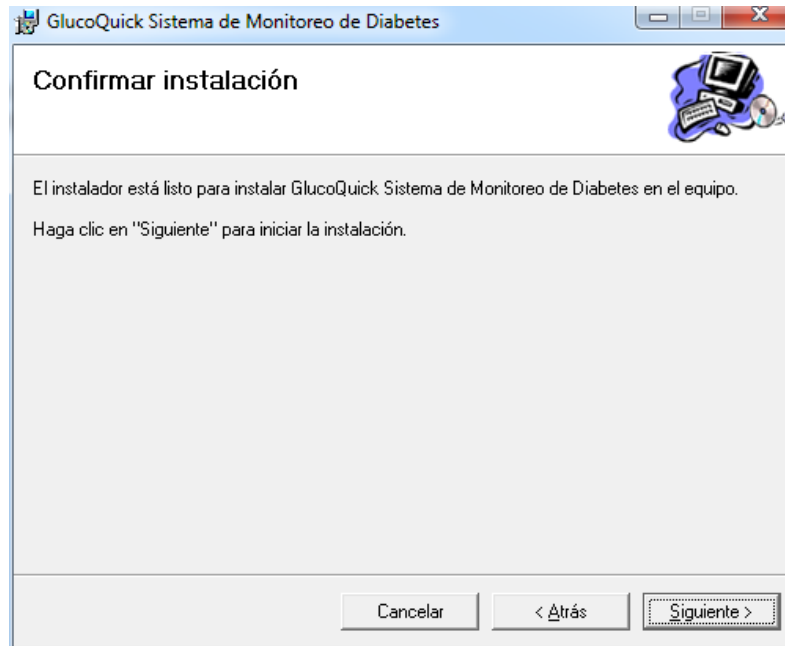 GlucoQuick Sistema de Monitoreo de Diabetes
Confirmar instalación
El instalador está listo para instalar GlucoQuick Sistema de Monitoreo de Diabetes en el equipo.
Haga clic en "Siguiente" para iniciar la instalación.
Cancelar
< Atrás
Siguiente >